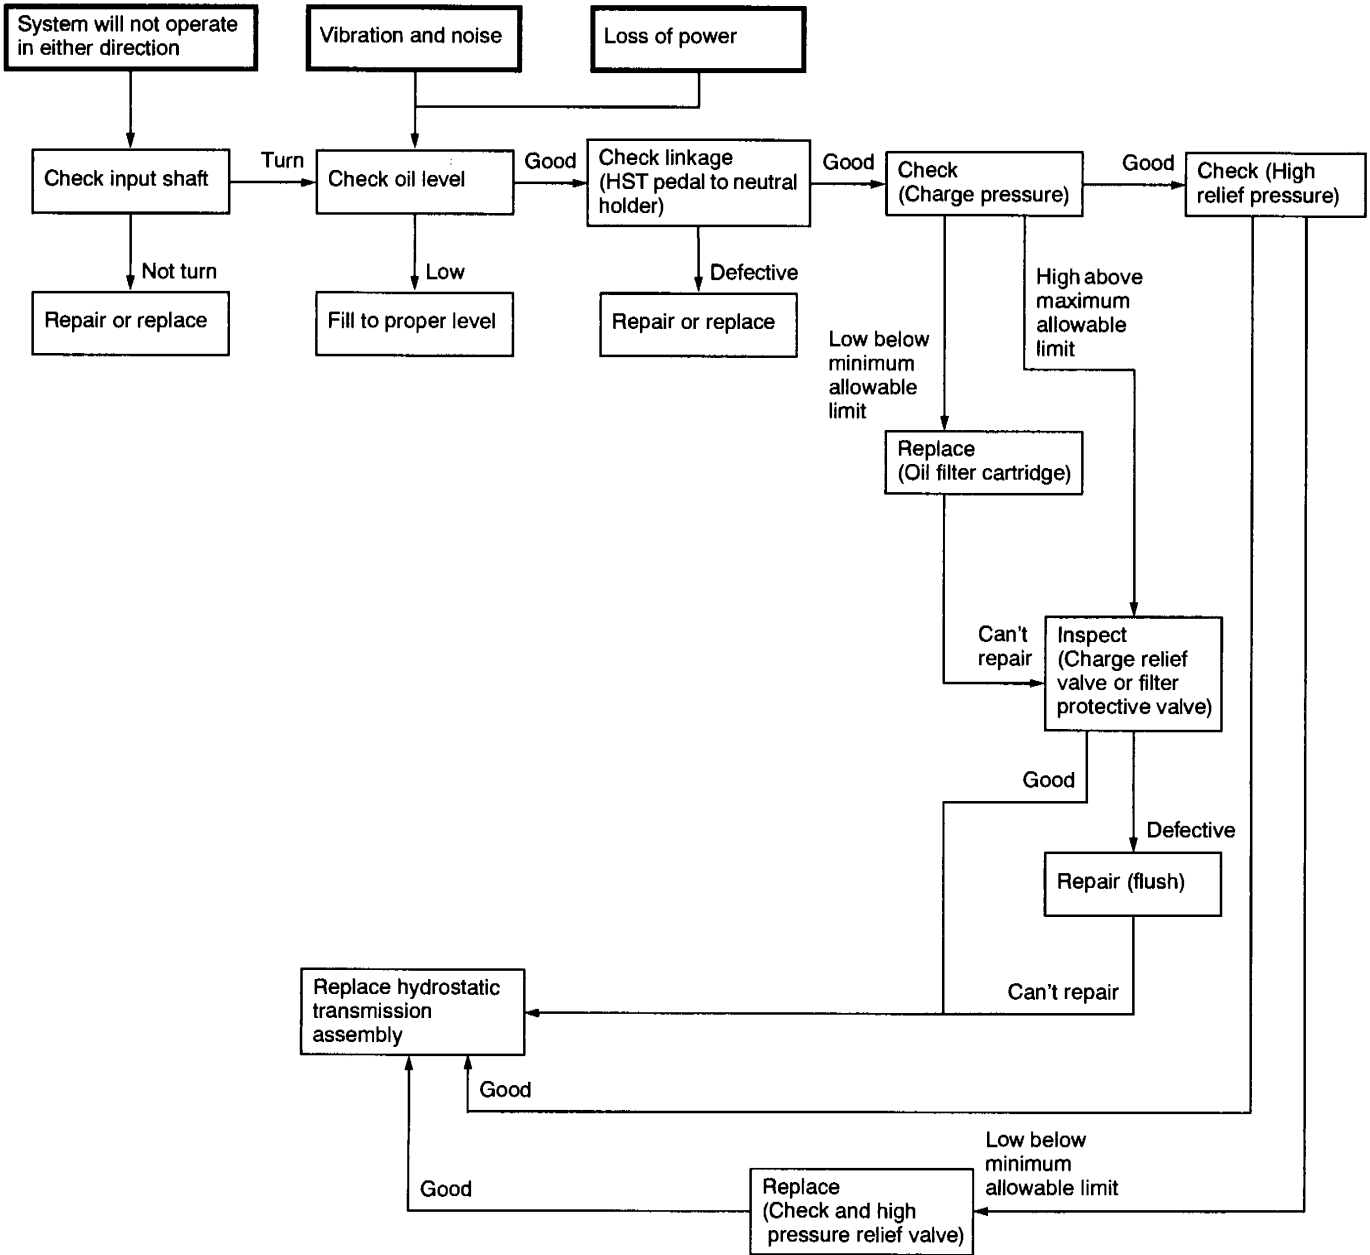 System will not operate
in either direction
Vibration and noise
Loss of power
Check input shaft
Turn
Check oil level
Good
Check linkage
(HST pedal to neutral
holder)
Good
Check
(Charge pressure)
Good
Check (High
relief pressure)
Not turn
Low
Defective
Repair or replace
Fill to proper level
Repair or replace
High above
maximum
allowable
limit
Low below
minimum
allowable
limit
Replace
(Oil filter cartridge)
Can't
repair
Inspect
(Charge relief
valve or filter
protective valve)
Good
Defective
Repair (flush)
Can't repair
Replace hydrostatic
transmission
assembly
Good
Low below
minimum
allowable limit
Good
Replace
(Check and high
pressure relief valve)